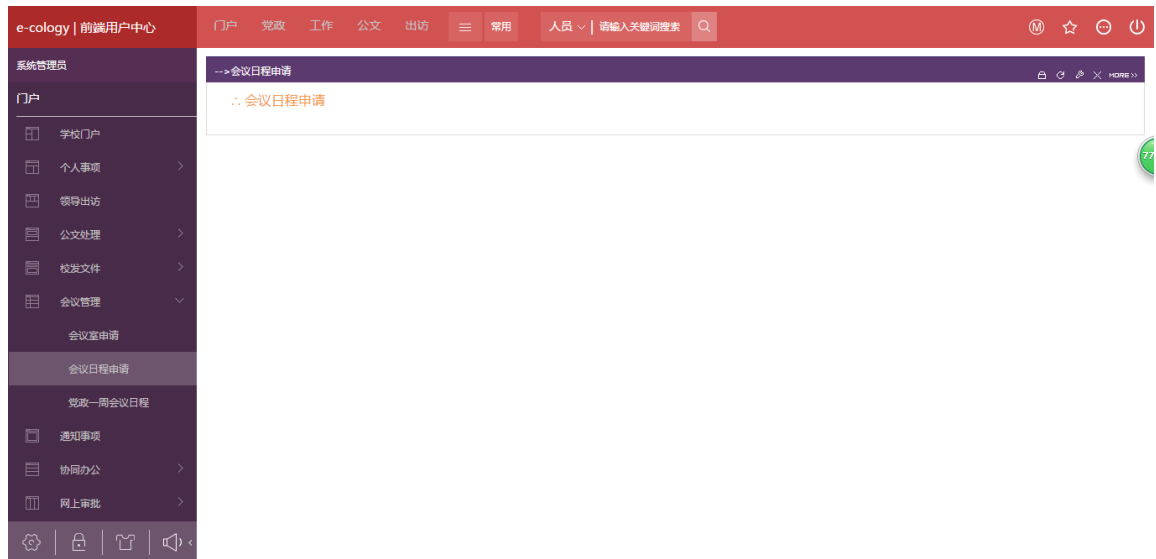 e-cology | 前端用户中心
门户 党政 工作 公文 出访 常用 人员 请输入关键词搜索 M
系统管理员
-->会议日程申请
MORE>>
门户
∴ 会议日程申请
学校门户
个人事项
77
领导出访
公文处理
校发文件
会议管理
会议室申请
会议日程申请
党政一周会议日程
通知事项
协同办公
网上审批